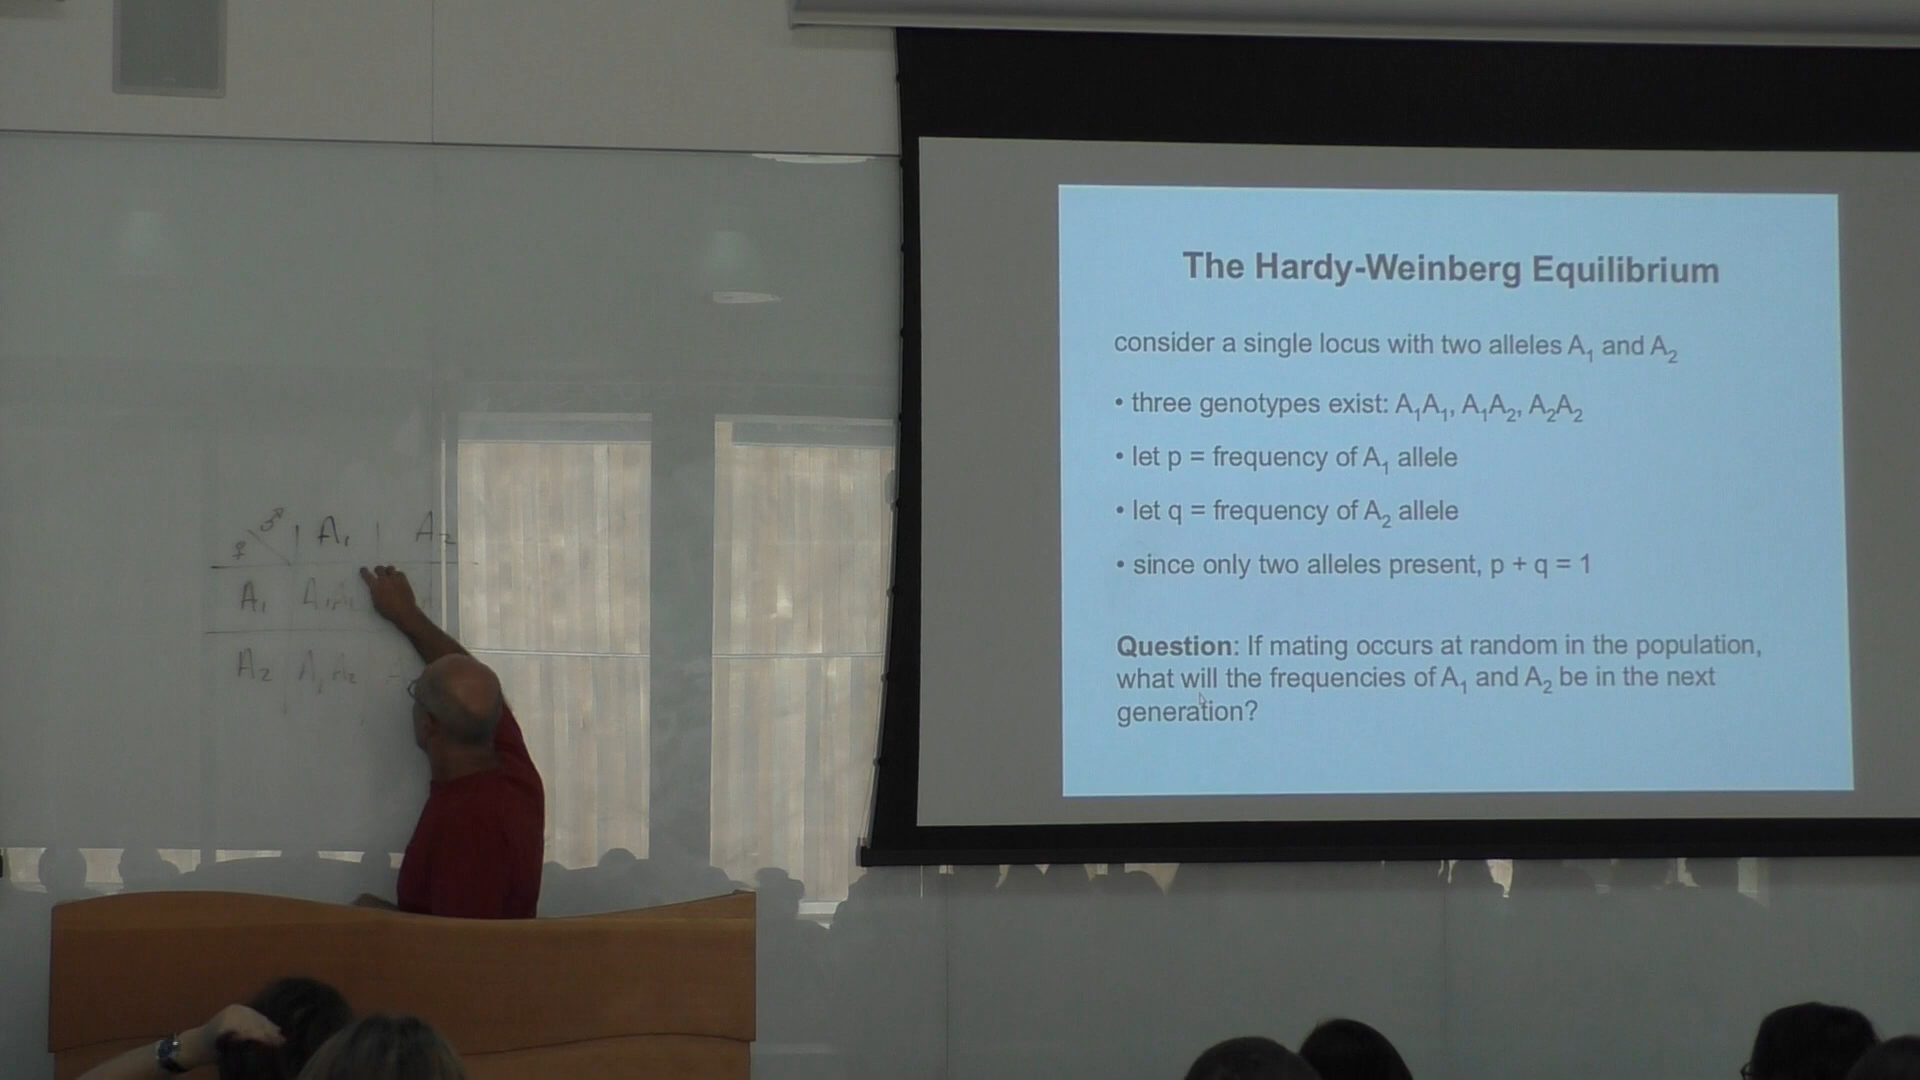 ♀ ♂ A₁ A₂
A₁ A₁A₁
A₂ A₁A₂
The Hardy-Weinberg Equilibrium
consider a single locus with two alleles A₁ and A₂
• three genotypes exist: A₁A₁, A₁A₂, A₂A₂
• let p = frequency of A₁ allele
• let q = frequency of A₂ allele
• since only two alleles present, p + q = 1
Question: If mating occurs at random in the population,
what will the frequencies of A₁ and A₂ be in the next
generation?